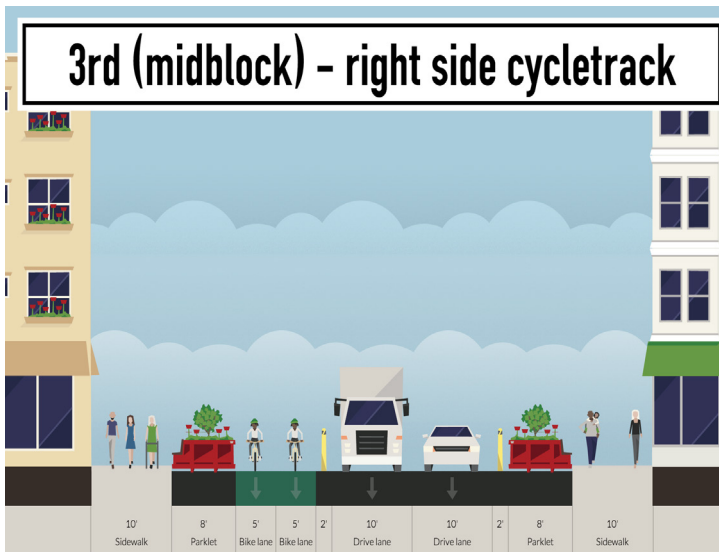 3rd (midblock) – right side cycletrack
10' 8' 5' 5' 2' 10' 10' 2' 8' 10'
Sidewalk Parklet Bike lane Bike lane Drive lane Drive lane Parklet Sidewalk